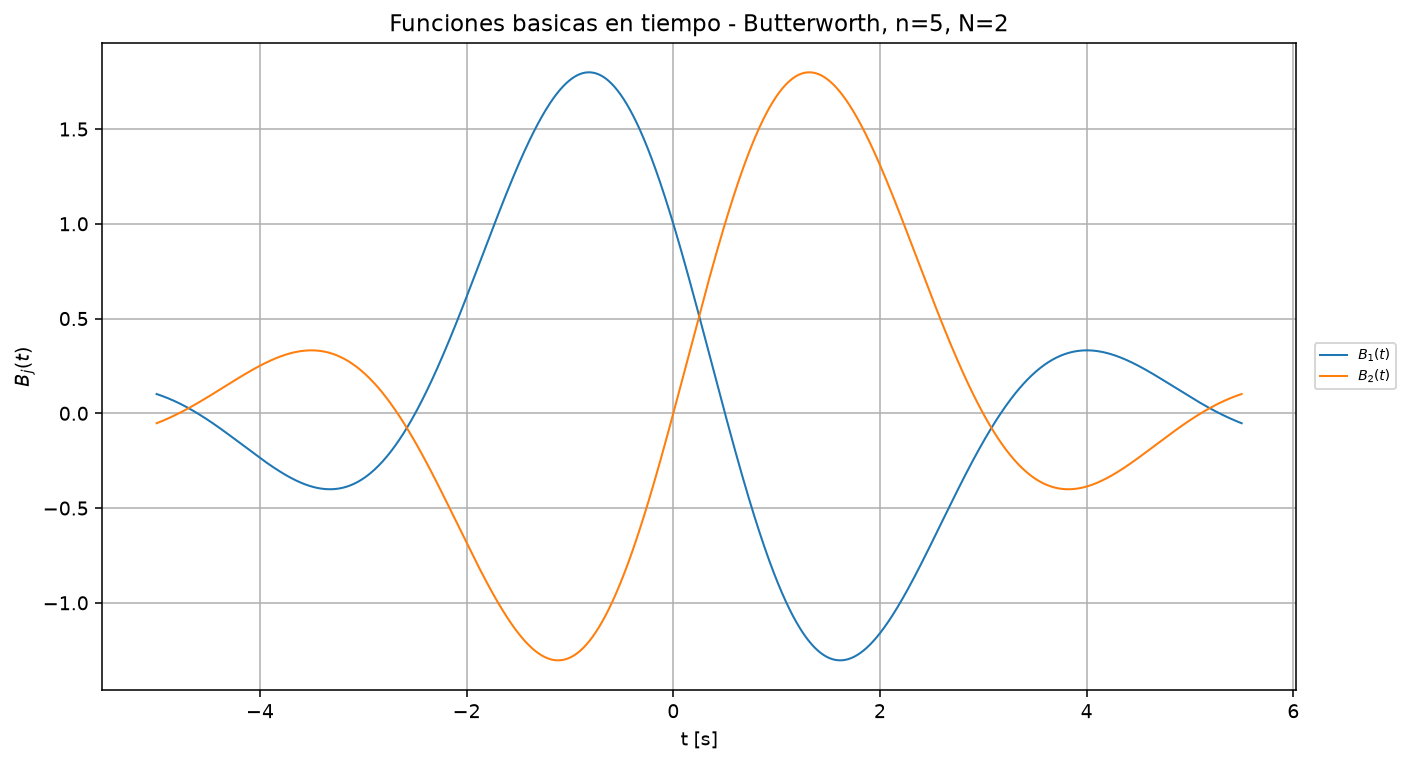 Funciones basicas en tiempo - Butterworth, n=5, N=2
1.5
1.0
0.5
0.0
−0.5
−1.0
B_j(t)
−4
−2
0
2
4
6
t [s]
B_1(t)
B_2(t)